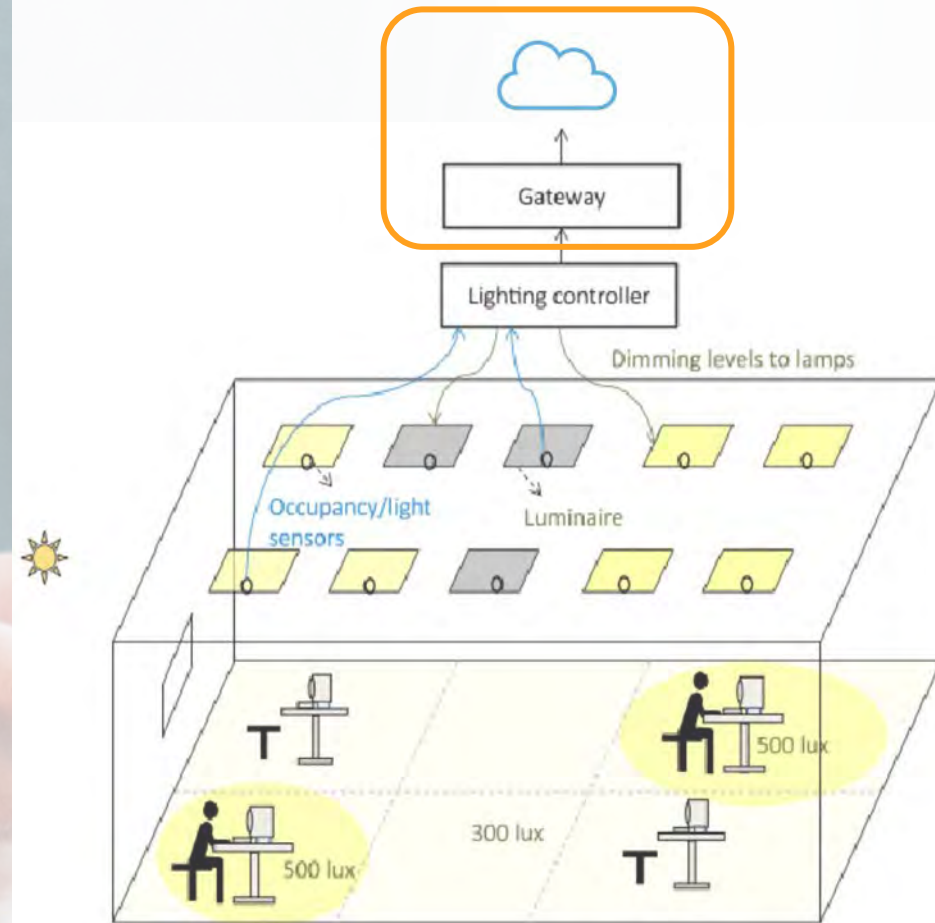 Gateway
Lighting controller
Dimming levels to lamps
Occupancy/light
sensors
Luminaire
500 lux
300 lux
500 lux